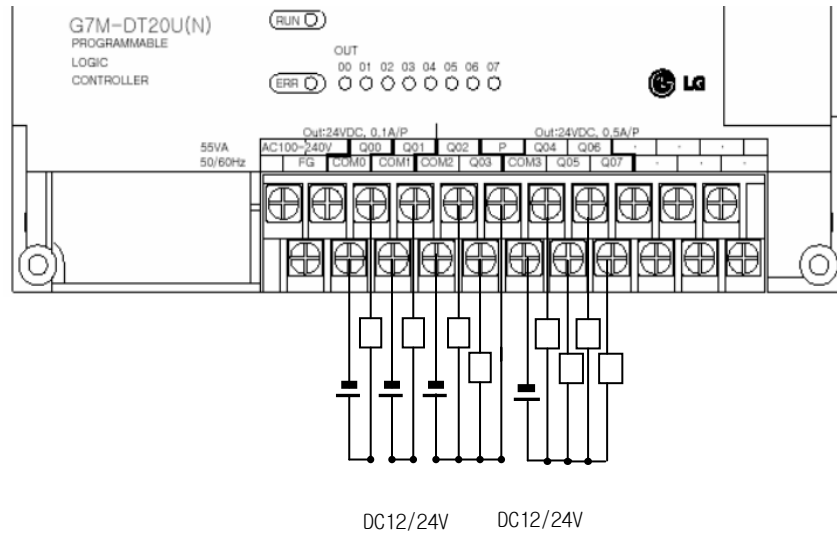 G7M-DT20U(N)
PROGRAMMABLE
LOGIC
CONTROLLER
RUN
OUT
00 01 02 03 04 05 06 07
ERR
LG
Out:24VDC, 0.1A/P Out:24VDC, 0.5A/P
55VA
50/60Hz
AC100-240V Q00 Q01 Q02 P Q04 Q06 · · · ·
FG COM0 COM1 COM2 Q03 COM3 Q05 Q07 · · ·
DC12/24V DC12/24V